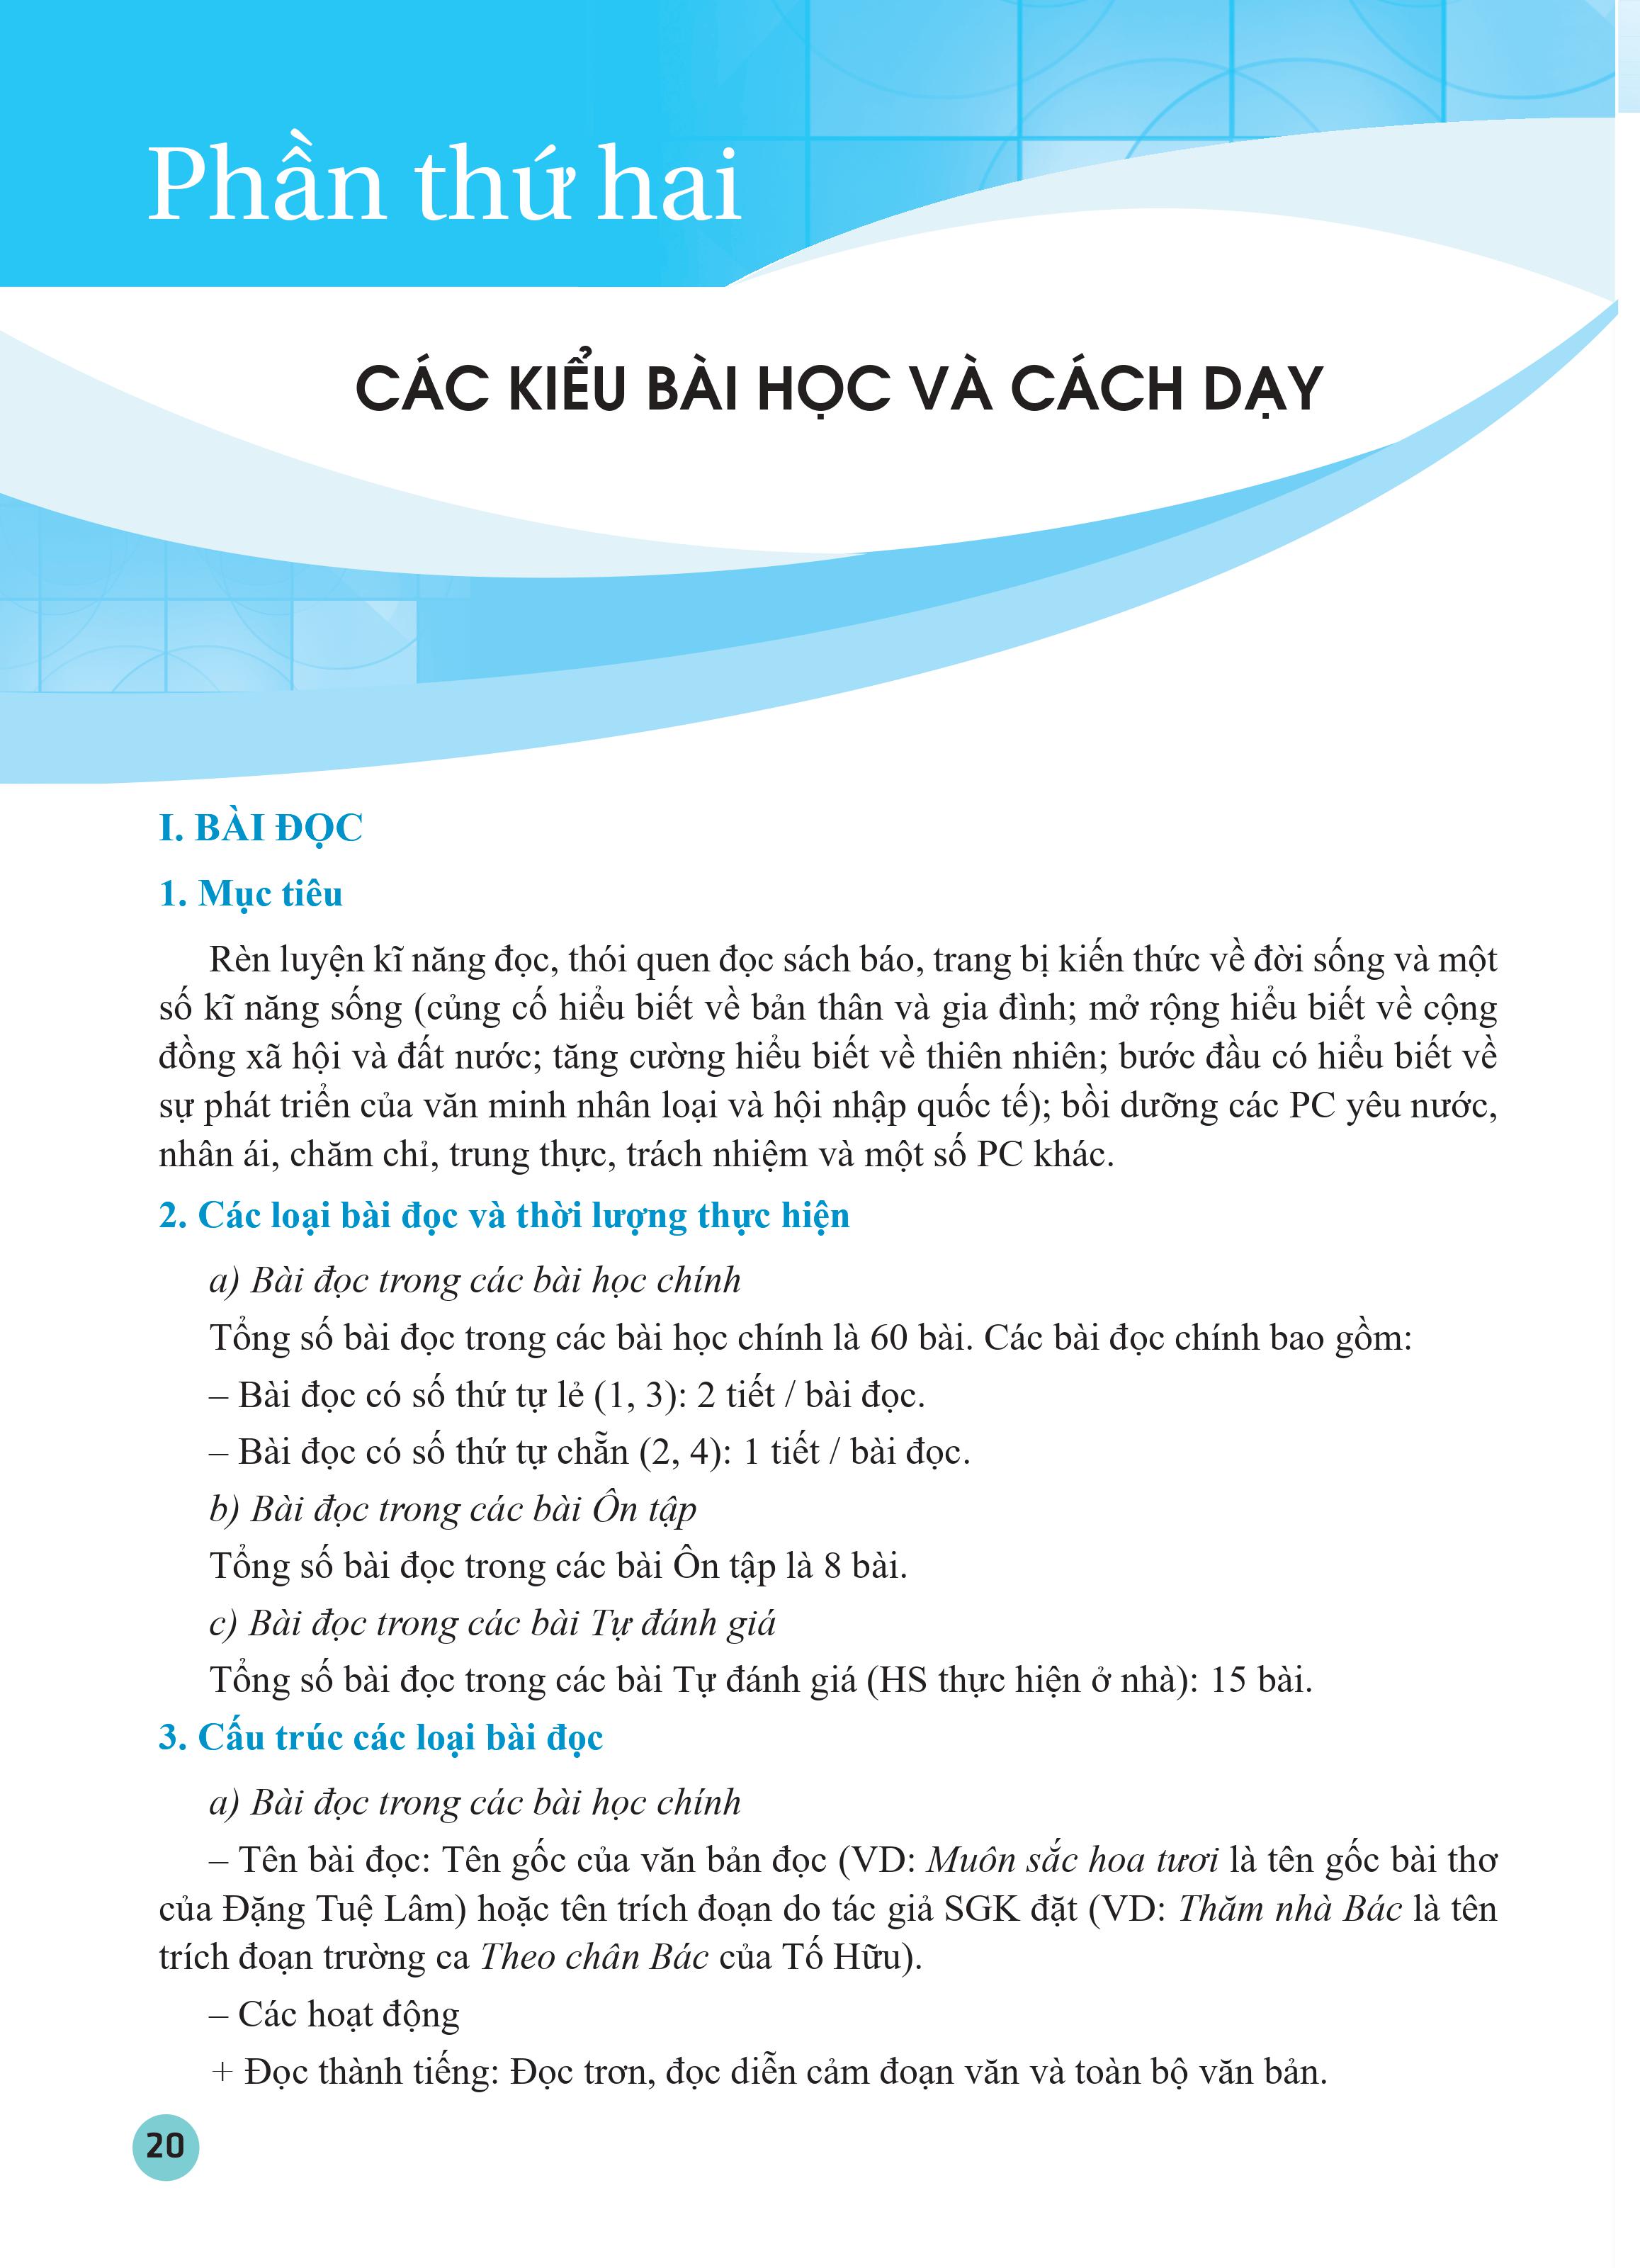 Phần thứ hai
CÁC KIỂU BÀI HỌC VÀ CÁCH DẠY
I. BÀI ĐỌC
1. Mục tiêu
Rèn luyện kĩ năng đọc, thói quen đọc sách báo, trang bị kiến thức về đời sống và một
số kĩ năng sống (củng cố hiểu biết về bản thân và gia đình; mở rộng hiểu biết về cộng
đồng xã hội và đất nước; tăng cường hiểu biết về thiên nhiên; bước đầu có hiểu biết về
sự phát triển của văn minh nhân loại và hội nhập quốc tế); bồi dưỡng các PC yêu nước,
nhân ái, chăm chỉ, trung thực, trách nhiệm và một số PC khác.
2. Các loại bài đọc và thời lượng thực hiện
a) Bài đọc trong các bài học chính
Tổng số bài đọc trong các bài học chính là 60 bài. Các bài đọc chính bao gồm:
– Bài đọc có số thứ tự lẻ (1, 3): 2 tiết / bài đọc.
– Bài đọc có số thứ tự chẵn (2, 4): 1 tiết / bài đọc.
b) Bài đọc trong các bài Ôn tập
Tổng số bài đọc trong các bài Ôn tập là 8 bài.
c) Bài đọc trong các bài Tự đánh giá
Tổng số bài đọc trong các bài Tự đánh giá (HS thực hiện ở nhà): 15 bài.
3. Cấu trúc các loại bài đọc
a) Bài đọc trong các bài học chính
– Tên bài đọc: Tên gốc của văn bản đọc (VD: Muôn sắc hoa tươi là tên gốc bài thơ
của Đặng Tuệ Lâm) hoặc tên trích đoạn do tác giả SGK đặt (VD: Thăm nhà Bác là tên
trích đoạn trường ca Theo chân Bác của Tố Hữu).
– Các hoạt động
+ Đọc thành tiếng: Đọc trơn, đọc diễn cảm đoạn văn và toàn bộ văn bản.
20